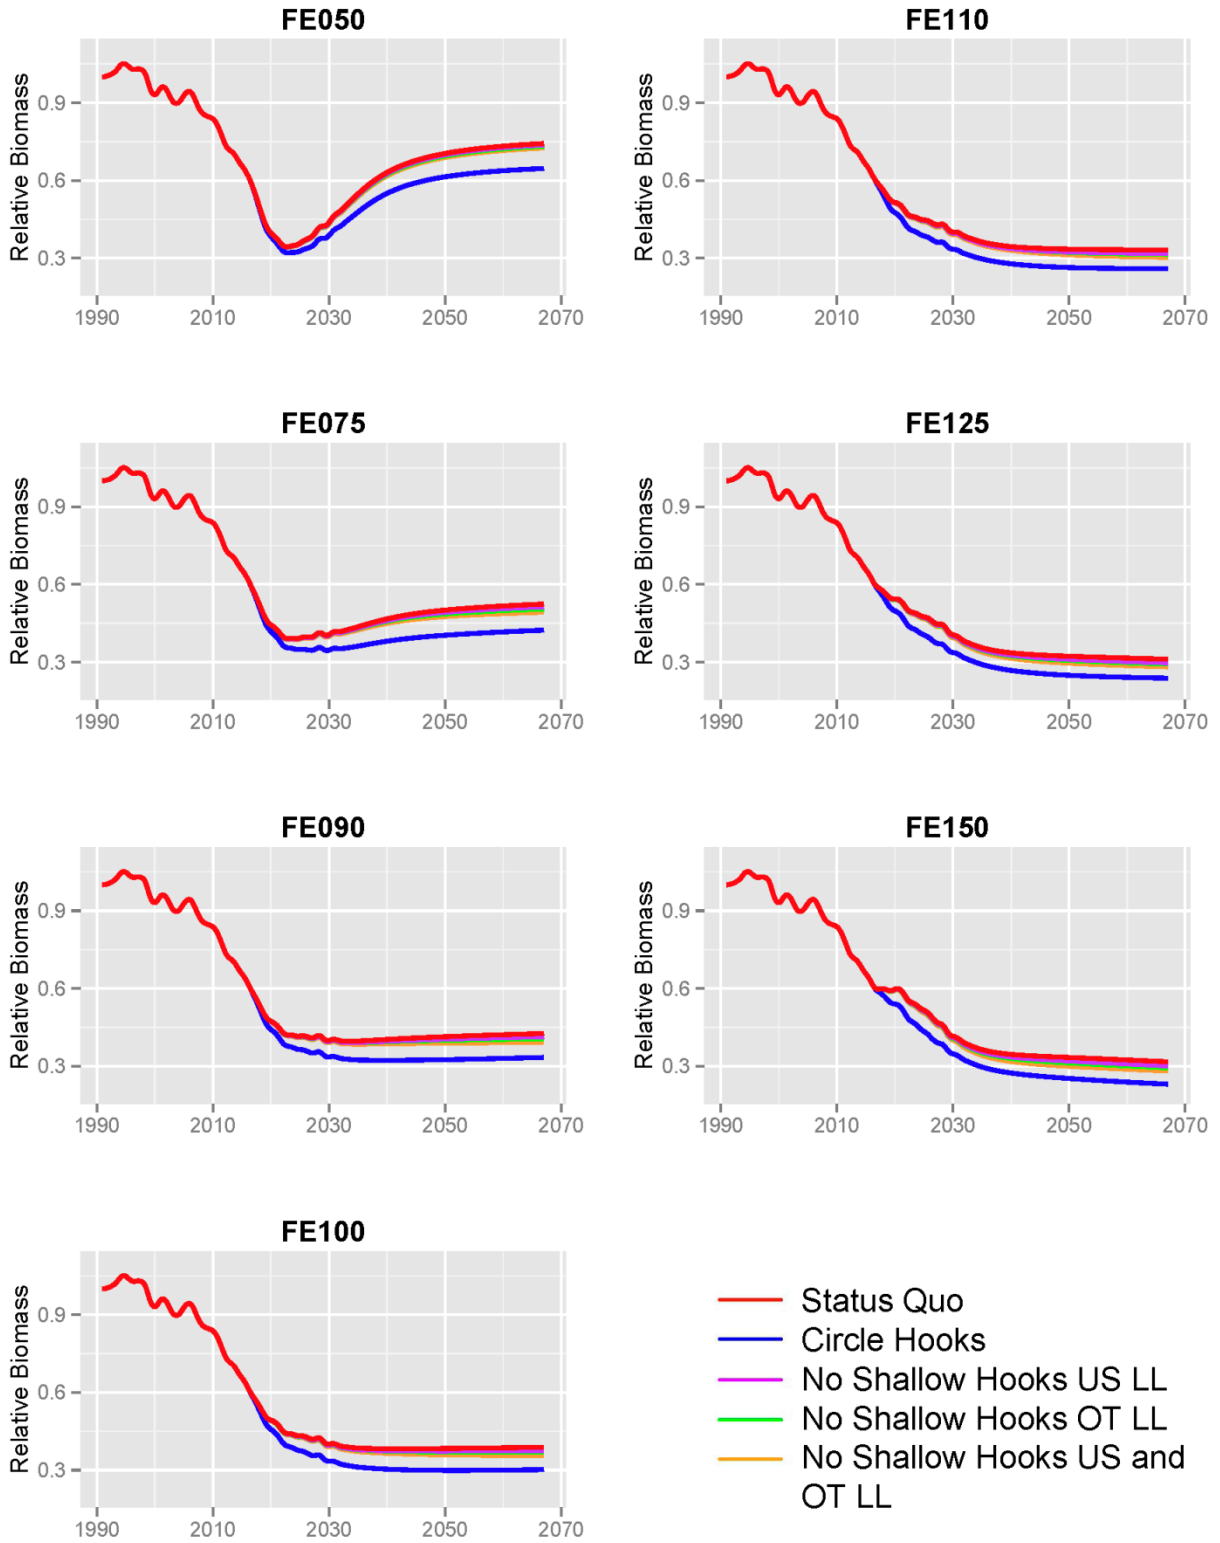 FE050
Relative Biomass
0.9
0.6
0.3
1990 2010 2030 2050 2070
FE110
Relative Biomass
0.9
0.6
0.3
1990 2010 2030 2050 2070
FE075
Relative Biomass
0.9
0.6
0.3
1990 2010 2030 2050 2070
FE125
Relative Biomass
0.9
0.6
0.3
1990 2010 2030 2050 2070
FE090
Relative Biomass
0.9
0.6
0.3
1990 2010 2030 2050 2070
FE150
Relative Biomass
0.9
0.6
0.3
1990 2010 2030 2050 2070
FE100
Relative Biomass
0.9
0.6
0.3
1990 2010 2030 2050 2070
Status Quo
Circle Hooks
No Shallow Hooks US LL
No Shallow Hooks OT LL
No Shallow Hooks US and
OT LL